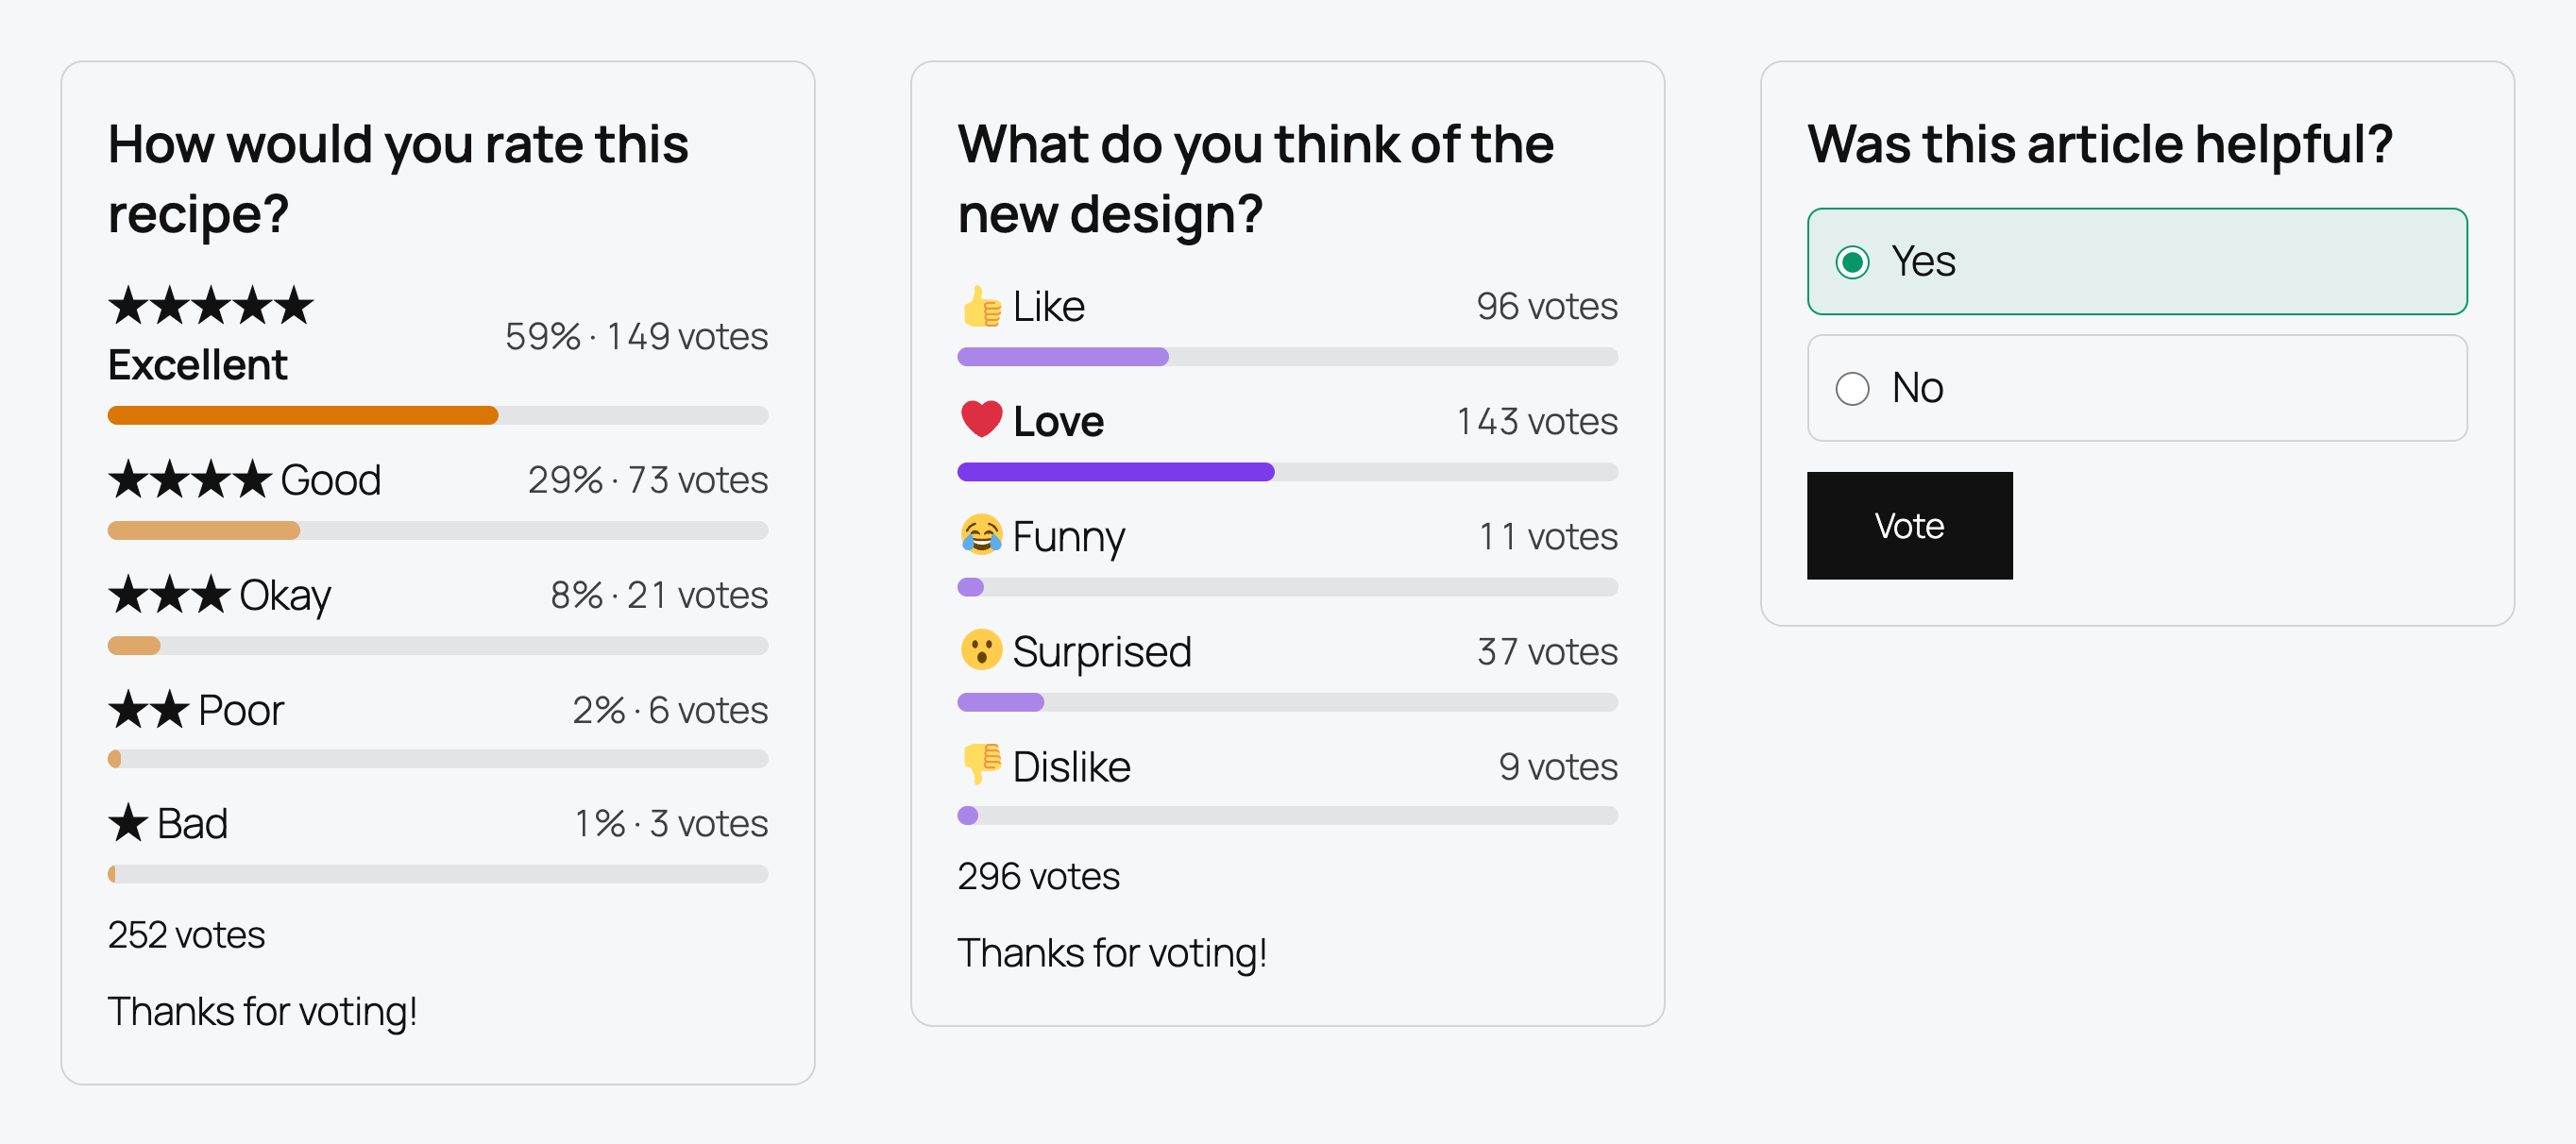 How would you rate this
recipe?
★★★★★
Excellent
59% · 149 votes
★★★★ Good
29% · 73 votes
★★★ Okay
8% · 21 votes
★★ Poor
2% · 6 votes
★ Bad
1% · 3 votes
252 votes
Thanks for voting!
What do you think of the
new design?
👍 Like
96 votes
❤️ Love
143 votes
😂 Funny
11 votes
😮 Surprised
37 votes
👎 Dislike
9 votes
296 votes
Thanks for voting!
Was this article helpful?
Yes
No
Vote